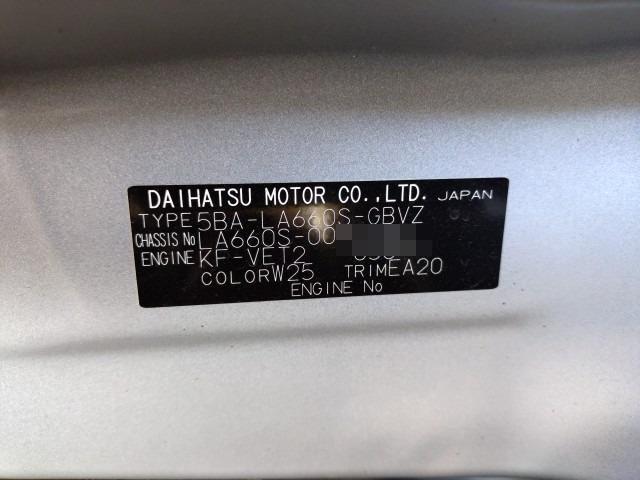 DAIHATSU MOTOR CO.,LTD. JAPAN
TYPE 5BA-LA660S-GBVZ
CHASSIS No LA660S-00
ENGINE KF-VET2
COLOR W25 TRIM EA20
ENGINE No